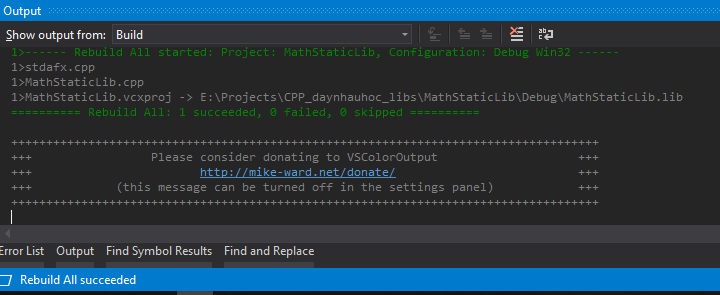 Output
Show output from: Build
1>------ Rebuild All started: Project: MathStaticLib, Configuration: Debug Win32 ------
1>stdafx.cpp
1>MathStaticLib.cpp
1>MathStaticLib.vcxproj -> E:\Projects\CPP_daynhauhoc_libs\MathStaticLib\Debug\MathStaticLib.lib
========== Rebuild All: 1 succeeded, 0 failed, 0 skipped ==========
+++++++++++++++++++++++++++++++++++++++++++++++++++++++++++++++++++++++++++++++++++
+++ Please consider donating to VSColorOutput +++
+++ http://mike-ward.net/donate/ +++
+++ (this message can be turned off in the settings panel) +++
+++++++++++++++++++++++++++++++++++++++++++++++++++++++++++++++++++++++++++++++++++
Error List Output Find Symbol Results Find and Replace
Rebuild All succeeded